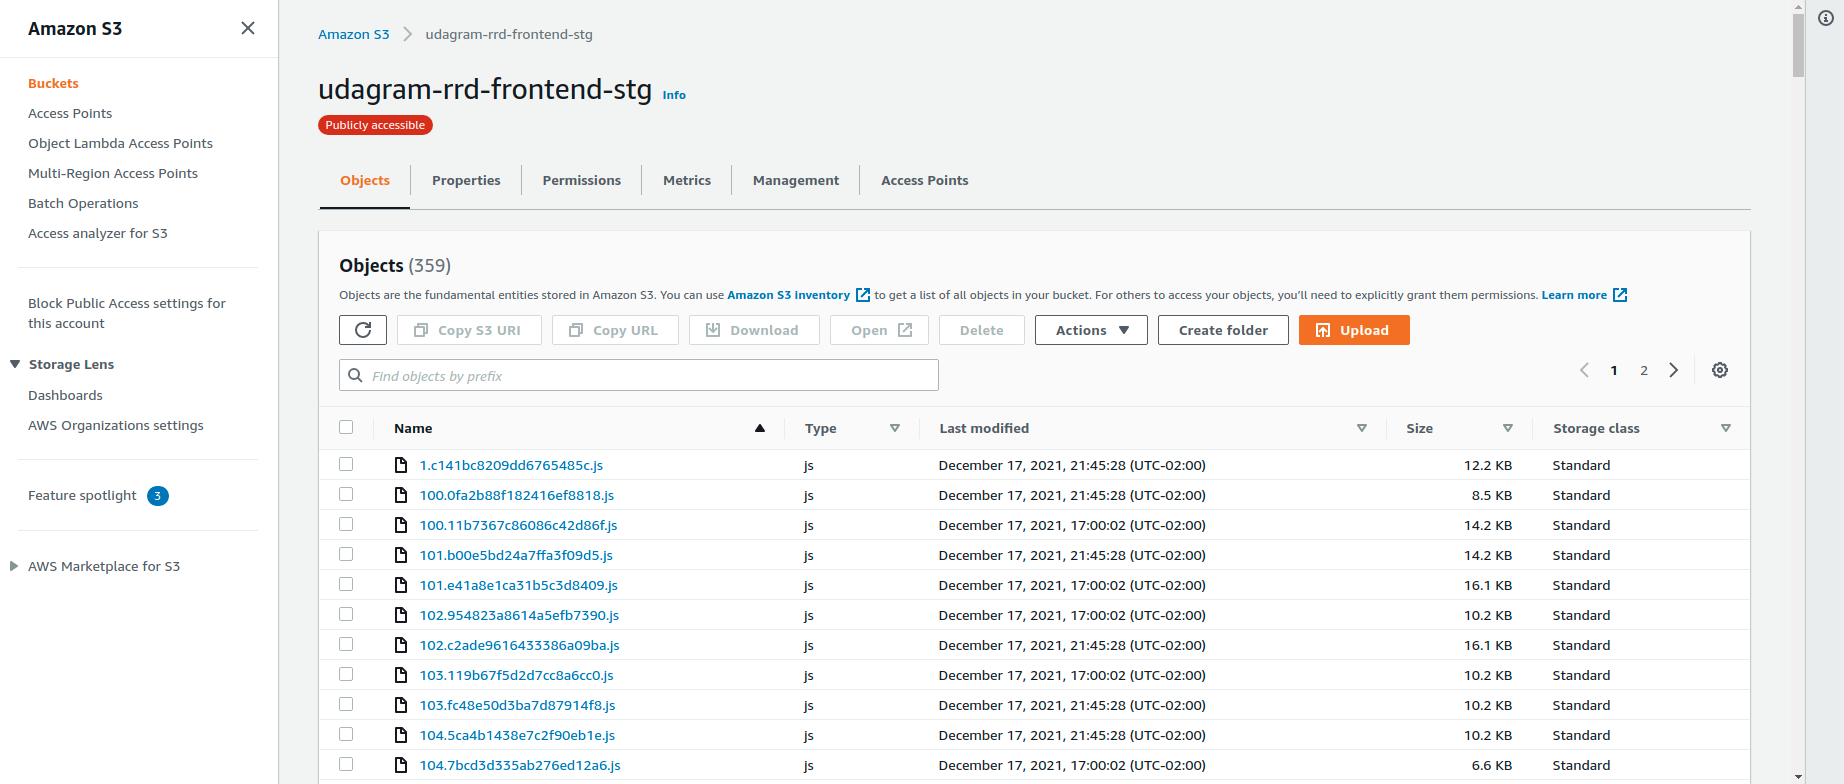 Amazon S3
Buckets
Access Points
Object Lambda Access Points
Multi-Region Access Points
Batch Operations
Access analyzer for S3
Block Public Access settings for
this account
Storage Lens
Dashboards
AWS Organizations settings
Feature spotlight 3
AWS Marketplace for S3
Amazon S3 udagram-rrd-frontend-stg
udagram-rrd-frontend-stg Info
Publicly accessible
Objects Properties Permissions Metrics Management Access Points
Objects (359)
Objects are the fundamental entities stored in Amazon S3. You can use Amazon S3 inventory to get a list of all objects in your bucket. For others to access your objects, you'll need to explicitly grant them permissions. Learn more
Copy S3 URI Copy URL Download Open Delete Actions Create folder Upload
Find objects by prefix
1 2
Name Type Last modified Size Storage class
1.c141bc8209dd6765485c.js js December 17, 2021, 21:45:28 (UTC-02:00) 12.2 KB Standard
100.0fa2b88f182416ef8818.js js December 17, 2021, 21:45:28 (UTC-02:00) 8.5 KB Standard
100.11b7367c86086c42d86f.js js December 17, 2021, 17:00:02 (UTC-02:00) 14.2 KB Standard
101.b00e5bd24a7ffa3f09d5.js js December 17, 2021, 21:45:28 (UTC-02:00) 14.2 KB Standard
101.e41a8e1ca31b5c3d8409.js js December 17, 2021, 17:00:02 (UTC-02:00) 16.1 KB Standard
102.954823a8614a5efb7390.js js December 17, 2021, 17:00:02 (UTC-02:00) 10.2 KB Standard
102.c2ade9616433386a09ba.js js December 17, 2021, 21:45:28 (UTC-02:00) 16.1 KB Standard
103.119b67f5d2d7cc8a6cc0.js js December 17, 2021, 17:00:02 (UTC-02:00) 10.2 KB Standard
103.fc48e50d3ba7d87914f8.js js December 17, 2021, 21:45:28 (UTC-02:00) 10.2 KB Standard
104.5ca4b1438e7c2f90eb1e.js js December 17, 2021, 21:45:28 (UTC-02:00) 10.2 KB Standard
104.7bcd3d335ab276ed12a6.js js December 17, 2021, 17:00:02 (UTC-02:00) 6.6 KB Standard